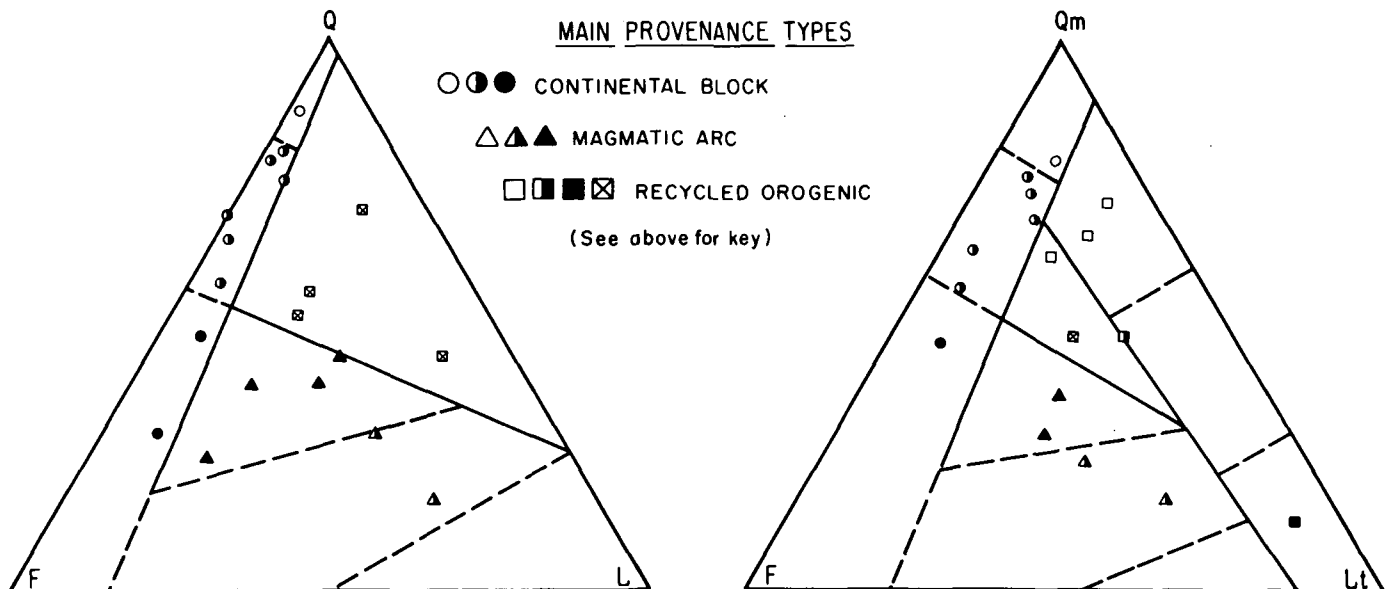 Q
F
L
MAIN PROVENANCE TYPES
CONTINENTAL BLOCK
MAGMATIC ARC
RECYCLED OROGENIC
(See above for key)
Qm
F
Lt